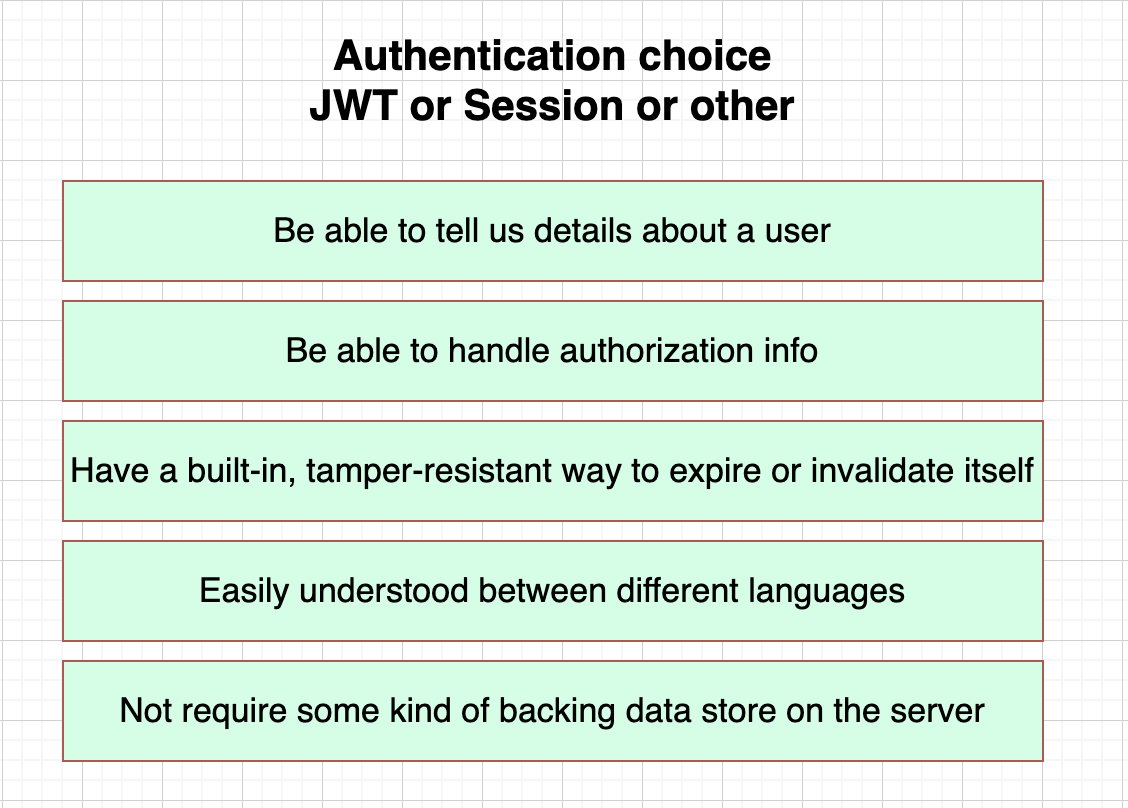 Authentication choice
JWT or Session or other
Be able to tell us details about a user
Be able to handle authorization info
Have a built-in, tamper-resistant way to expire or invalidate itself
Easily understood between different languages
Not require some kind of backing data store on the server